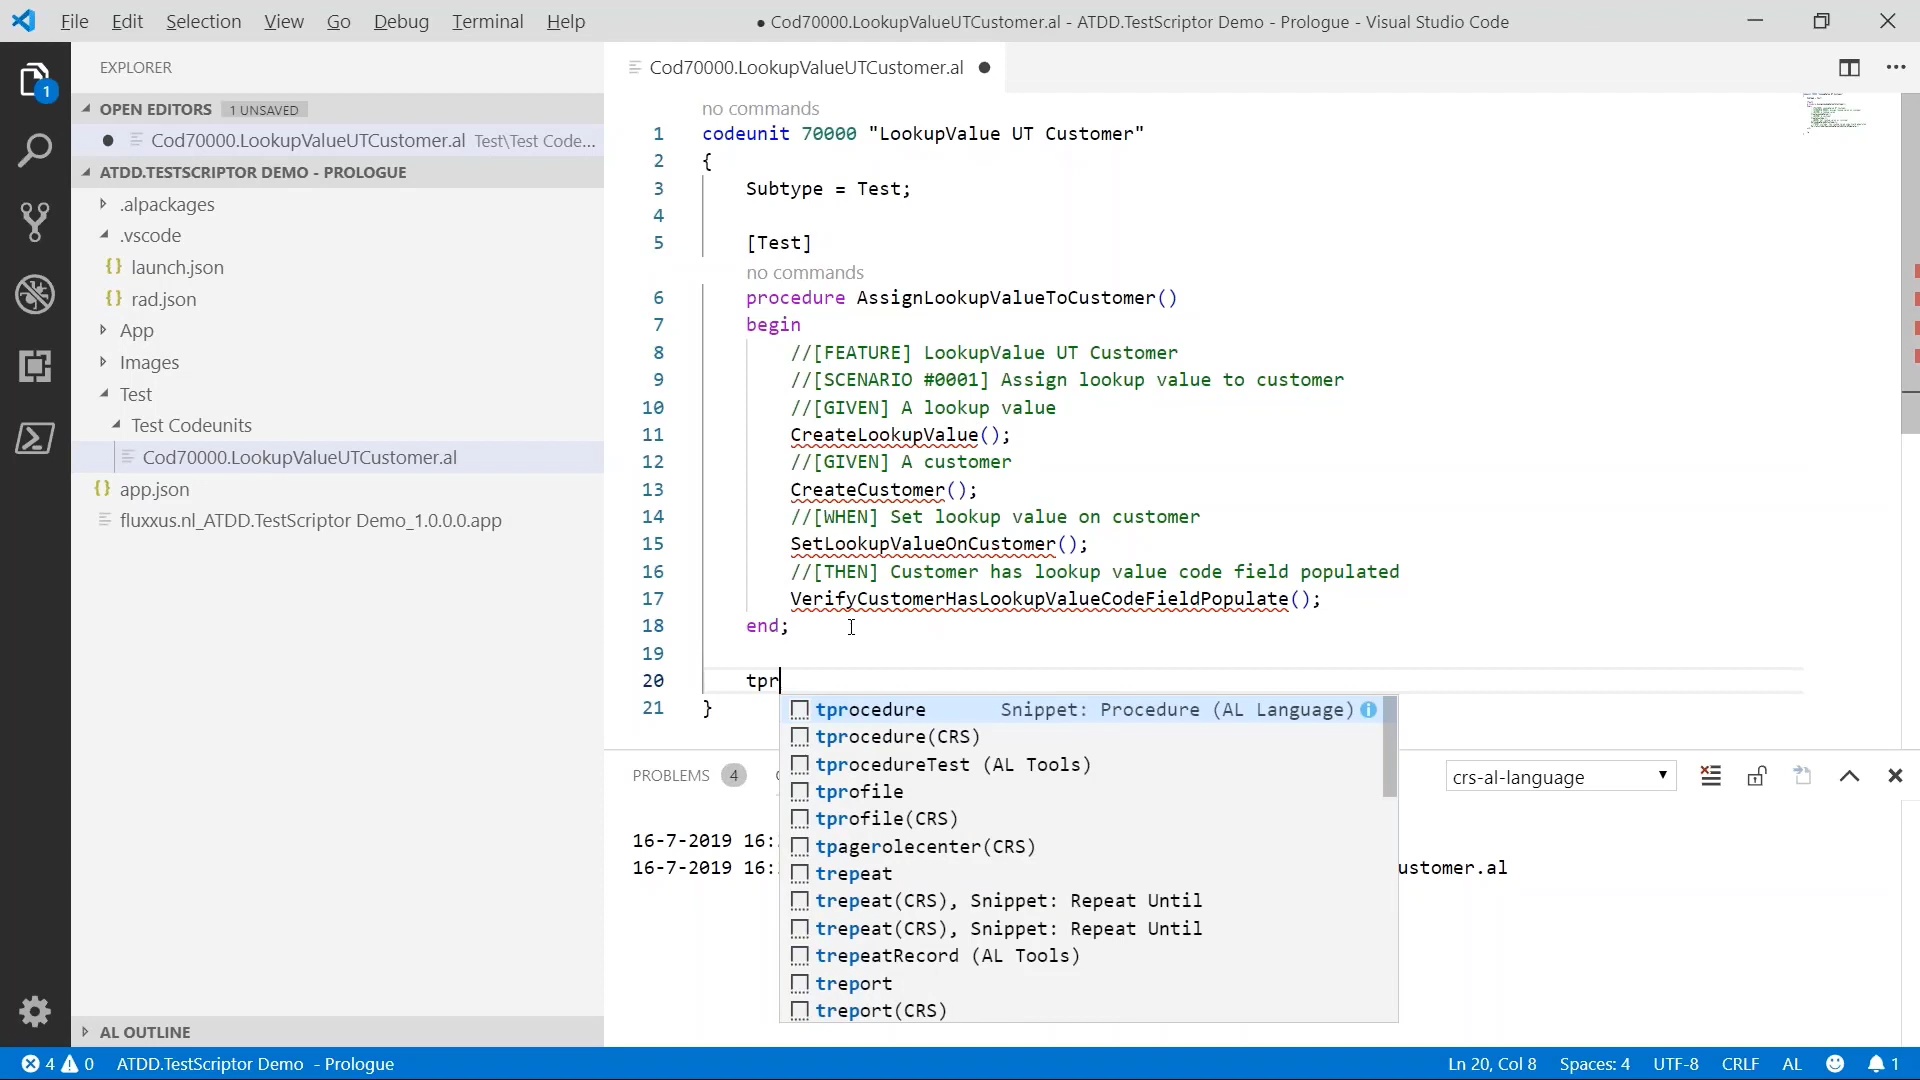 File Edit Selection View Go Debug Terminal Help
● Cod70000.LookupValueUTCustomer.al - ATDD.TestScriptor Demo - Prologue - Visual Studio Code
EXPLORER
1
OPEN EDITORS 1 UNSAVED
Cod70000.LookupValueUTCustomer.al Test\Test Code...
ATDD.TESTSCRIPTOR DEMO - PROLOGUE
.alpackages
.vscode
{} launch.json
{} rad.json
App
Images
Test
Test Codeunits
Cod70000.LookupValueUTCustomer.al
{} app.json
fluxxus.nl_ATDD.TestScriptor Demo_1.0.0.0.app
AL OUTLINE
Cod70000.LookupValueUTCustomer.al
no commands
1 codeunit 70000 "LookupValue UT Customer"
2 {
3 Subtype = Test;
4
5 [Test]
no commands
6 procedure AssignLookupValueToCustomer()
7 begin
8 //[FEATURE] LookupValue UT Customer
9 //[SCENARIO #0001] Assign lookup value to customer
10 //[GIVEN] A lookup value
11 CreateLookupValue();
12 //[GIVEN] A customer
13 CreateCustomer();
14 //[WHEN] Set lookup value on customer
15 SetLookupValueOnCustomer();
16 //[THEN] Customer has lookup value code field populated
17 VerifyCustomerHasLookupValueCodeFieldPopulate();
18 end;
19
20 tpr
21 }
tprocedure Snippet: Procedure (AL Language)
tprocedure(CRS)
tprocedureTest (AL Tools)
tprofile
tprofile(CRS)
tpagerolecenter(CRS)
trepeat
trepeat(CRS), Snippet: Repeat Until
trepeat(CRS), Snippet: Repeat Until
trepeatRecord (AL Tools)
treport
treport(CRS)
PROBLEMS 4
crs-al-language
16-7-2019 16:
16-7-2019 16: ustomer.al
4 0 ATDD.TestScriptor Demo - Prologue
Ln 20, Col 8 Spaces: 4 UTF-8 CRLF AL 1